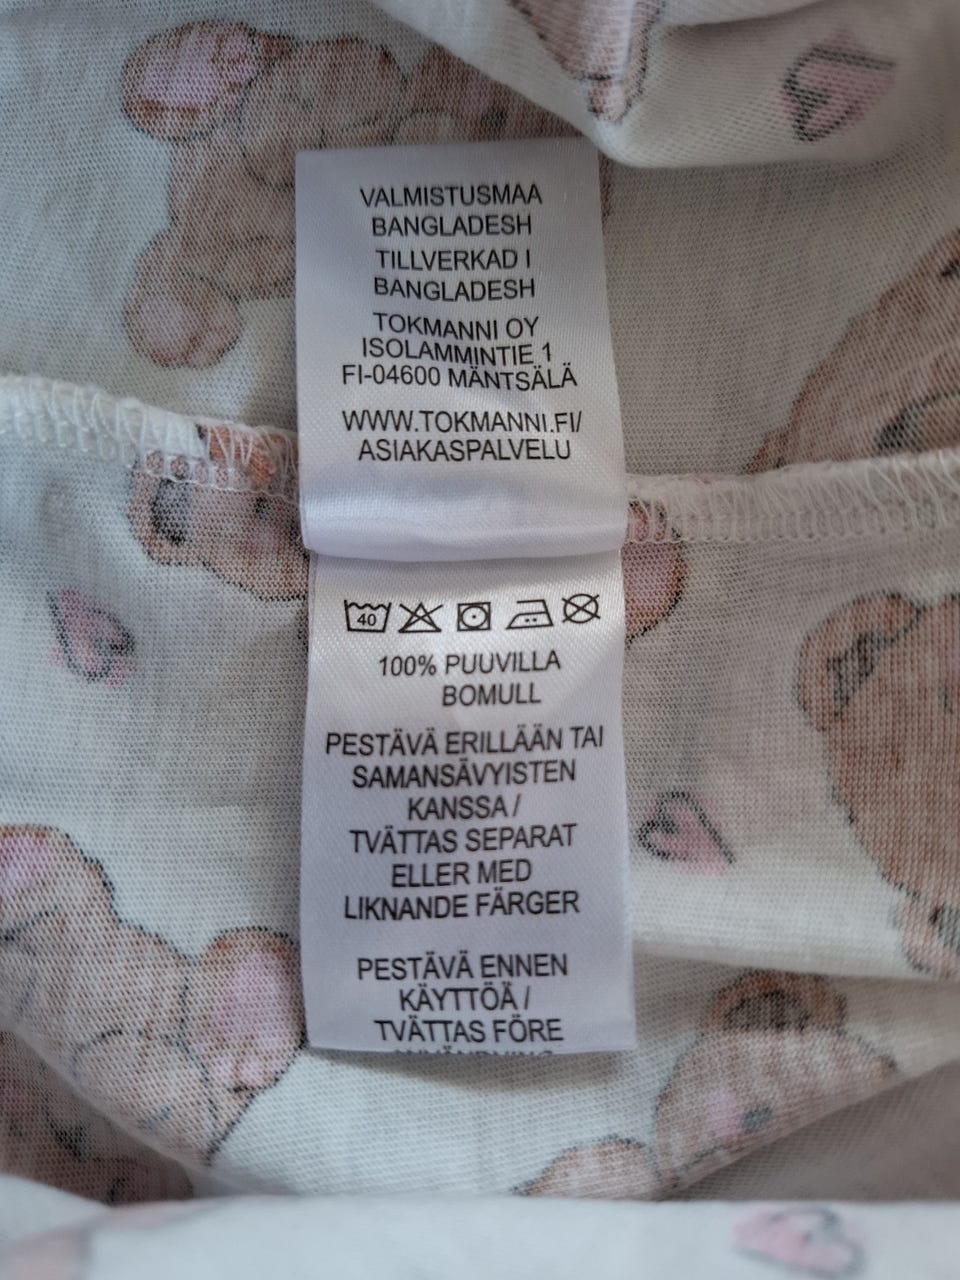 VALMISTUSMAA
BANGLADESH
TILLVERKAD I
BANGLADESH
TOKMANNI OY
ISOLAMMINTIE 1
FI-04600 MÄNTSÄLÄ
WWW.TOKMANNI.FI/
ASIAKASPALVELU
40
100% PUUVILLA
BOMULL
PESTÄVÄ ERILLÄÄN TAI
SAMANSÄVYISTEN
KANSSA /
TVÄTTAS SEPARAT
ELLER MED
LIKNANDE FÄRGER
PESTÄVÄ ENNEN
KÄYTTÖÄ /
TVÄTTAS FÖRE